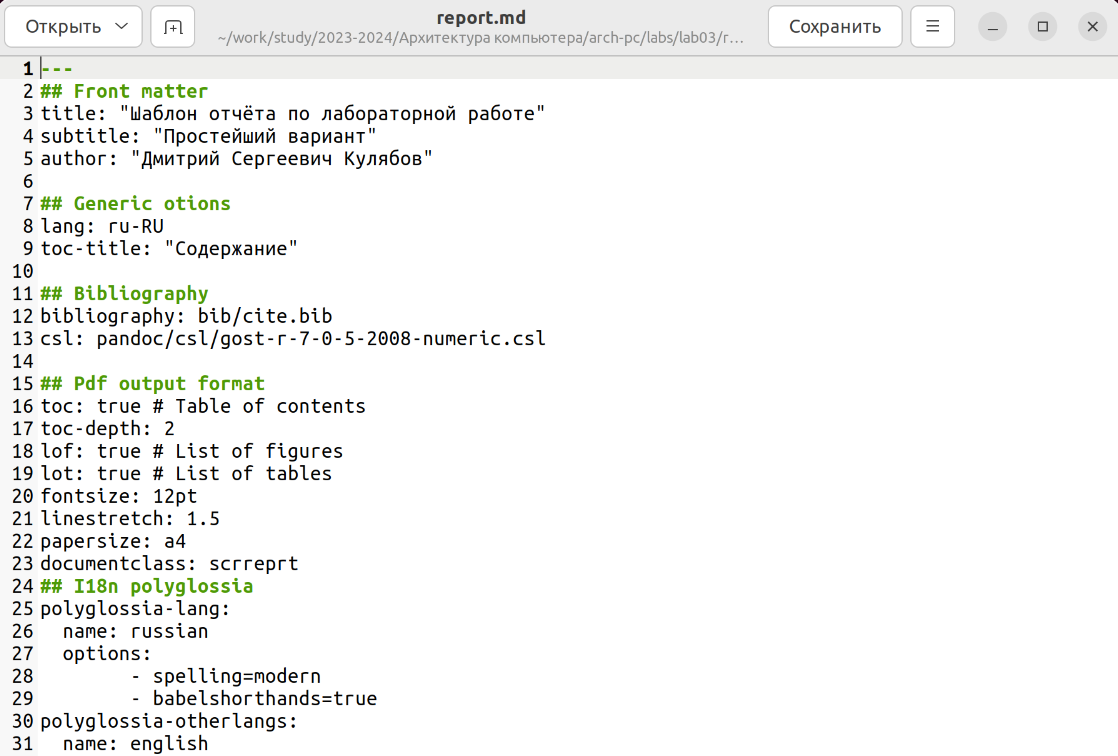 Открыть
report.md
~/work/study/2023-2024/Архитектура компьютера/arch-pc/labs/lab03/r…
Сохранить
1 ---
2 ## Front matter
3 title: "Шаблон отчёта по лабораторной работе"
4 subtitle: "Простейший вариант"
5 author: "Дмитрий Сергеевич Кулябов"
6
7 ## Generic otions
8 lang: ru-RU
9 toc-title: "Содержание"
10
11 ## Bibliography
12 bibliography: bib/cite.bib
13 csl: pandoc/csl/gost-r-7-0-5-2008-numeric.csl
14
15 ## Pdf output format
16 toc: true # Table of contents
17 toc-depth: 2
18 lof: true # List of figures
19 lot: true # List of tables
20 fontsize: 12pt
21 linestretch: 1.5
22 papersize: a4
23 documentclass: scrreprt
24 ## I18n polyglossia
25 polyglossia-lang:
26   name: russian
27   options:
28         - spelling=modern
29         - babelshorthands=true
30 polyglossia-otherlangs:
31   name: english